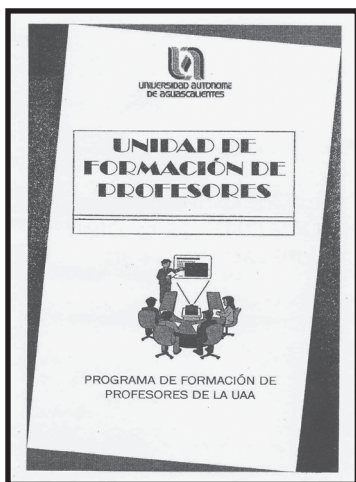 UNIVERSIDAD AUTONOMA
DE AGUASCALIENTES
UNIDAD DE
FORMACIÓN DE
PROFESORES
PROGRAMA DE FORMACIÓN DE
PROFESORES DE LA UAA